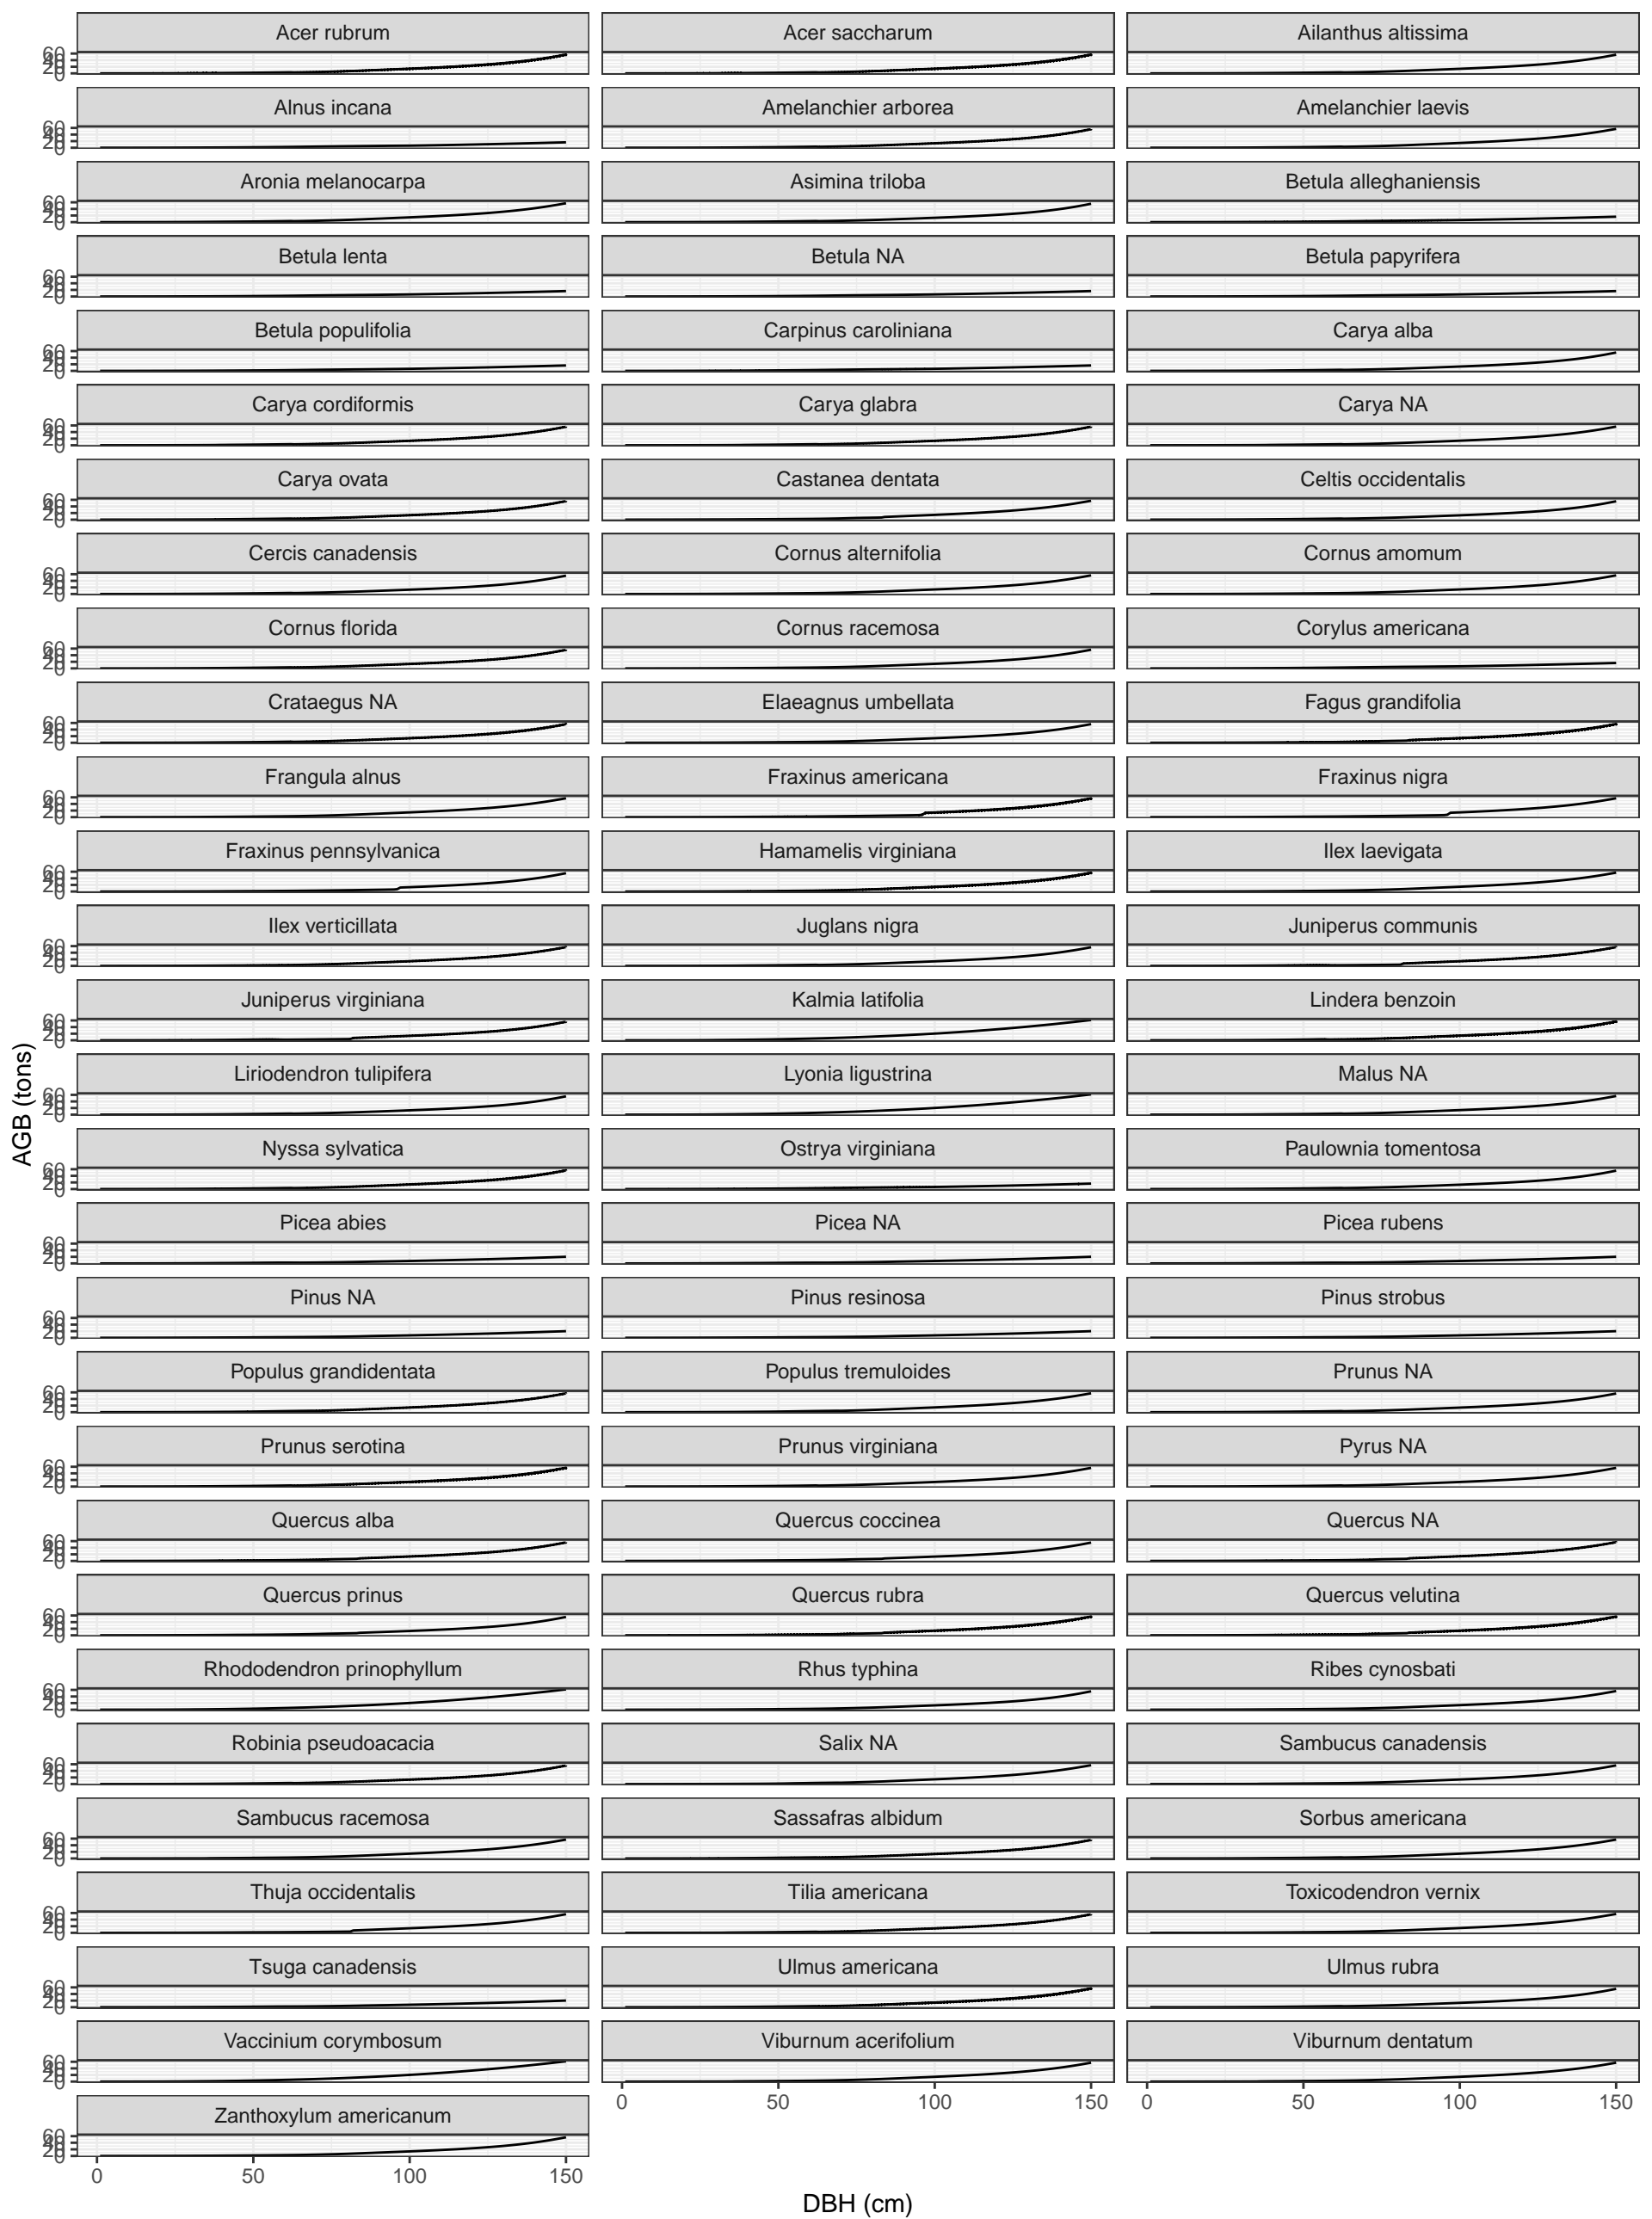 Acer rubrum
Acer saccharum
Ailanthus altissima
Alnus incana
Amelanchier arborea
Amelanchier laevis
Aronia melanocarpa
Asimina triloba
Betula alleghaniensis
Betula lenta
Betula NA
Betula papyrifera
Betula populifolia
Carpinus caroliniana
Carya alba
Carya cordiformis
Carya glabra
Carya NA
Carya ovata
Castanea dentata
Celtis occidentalis
Cercis canadensis
Cornus alternifolia
Cornus amomum
Cornus florida
Cornus racemosa
Corylus americana
Crataegus NA
Elaeagnus umbellata
Fagus grandifolia
Frangula alnus
Fraxinus americana
Fraxinus nigra
Fraxinus pennsylvanica
Hamamelis virginiana
Ilex laevigata
Ilex verticillata
Juglans nigra
Juniperus communis
Juniperus virginiana
Kalmia latifolia
Lindera benzoin
Liriodendron tulipifera
Lyonia ligustrina
Malus NA
AGB (tons)
Nyssa sylvatica
Ostrya virginiana
Paulownia tomentosa
Picea abies
Picea NA
Picea rubens
Pinus NA
Pinus resinosa
Pinus strobus
Populus grandidentata
Populus tremuloides
Prunus NA
Prunus serotina
Prunus virginiana
Pyrus NA
Quercus alba
Quercus coccinea
Quercus NA
Quercus prinus
Quercus rubra
Quercus velutina
Rhododendron prinophyllum
Rhus typhina
Ribes cynosbati
Robinia pseudoacacia
Salix NA
Sambucus canadensis
Sambucus racemosa
Sassafras albidum
Sorbus americana
Thuja occidentalis
Tilia americana
Toxicodendron vernix
Tsuga canadensis
Ulmus americana
Ulmus rubra
Vaccinium corymbosum
Viburnum acerifolium
Viburnum dentatum
0 50 100 150
0 50 100 150
Zanthoxylum americanum
0 50 100 150
DBH (cm)